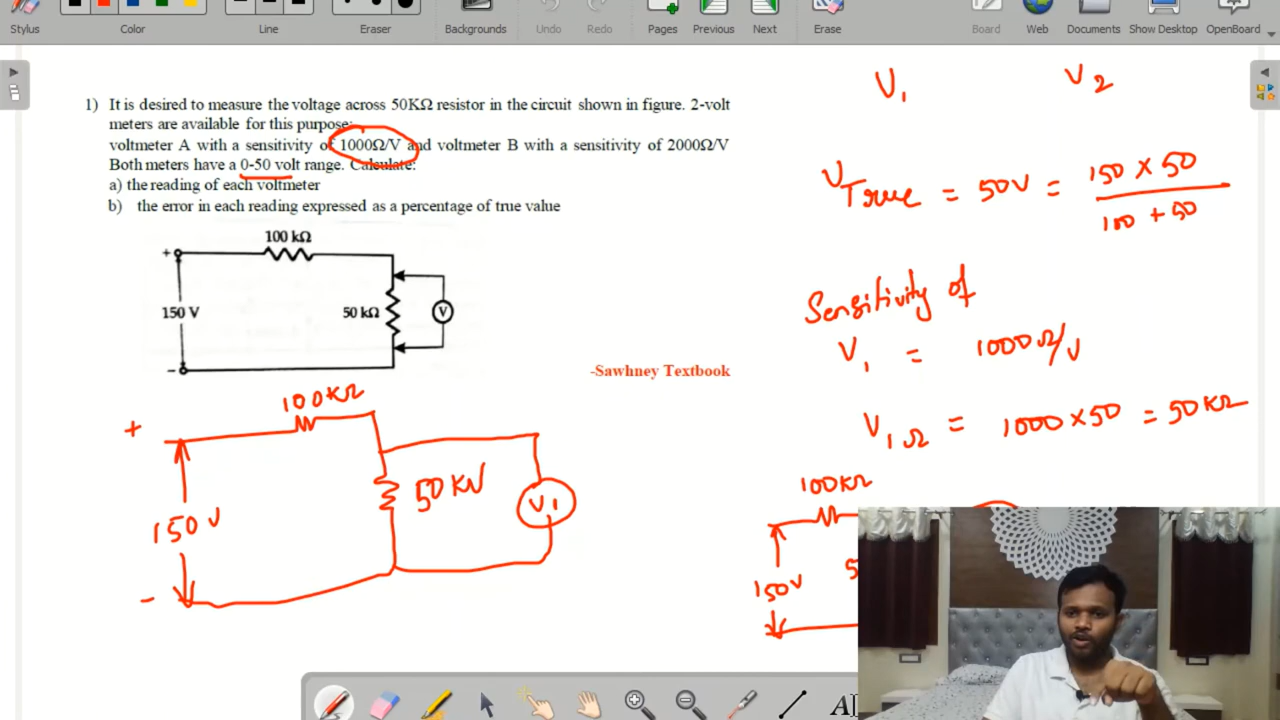 Styles
Color
Line
Eraser
Backgrounds
Undo
Redo
Pages
Previous
Next
Erase
Board
Web
Documents
Show Desktop
OpenBoard
1) It is desired to measure the voltage across 50KΩ resistor in the circuit shown in figure. 2-volt
meters are available for this purpose:
voltmeter A with a sensitivity of 1000Ω/V and voltmeter B with a sensitivity of 2000Ω/V
Both meters have a 0-50 volt range. Calculate:
a) the reading of each voltmeter
b) the error in each reading expressed as a percentage of true value
100 kΩ
+
150 V
50 kΩ
V
-
-Sawhney Textbook
100KΩ
+
150 V
50 KΩ
V1
-
V1 V2
VTrue = 50V = 150 × 50
100 + 50
Sensitivity of
V1 = 1000Ω/V
V1Ω = 1000 × 50 = 50KΩ
100KΩ
150V
A